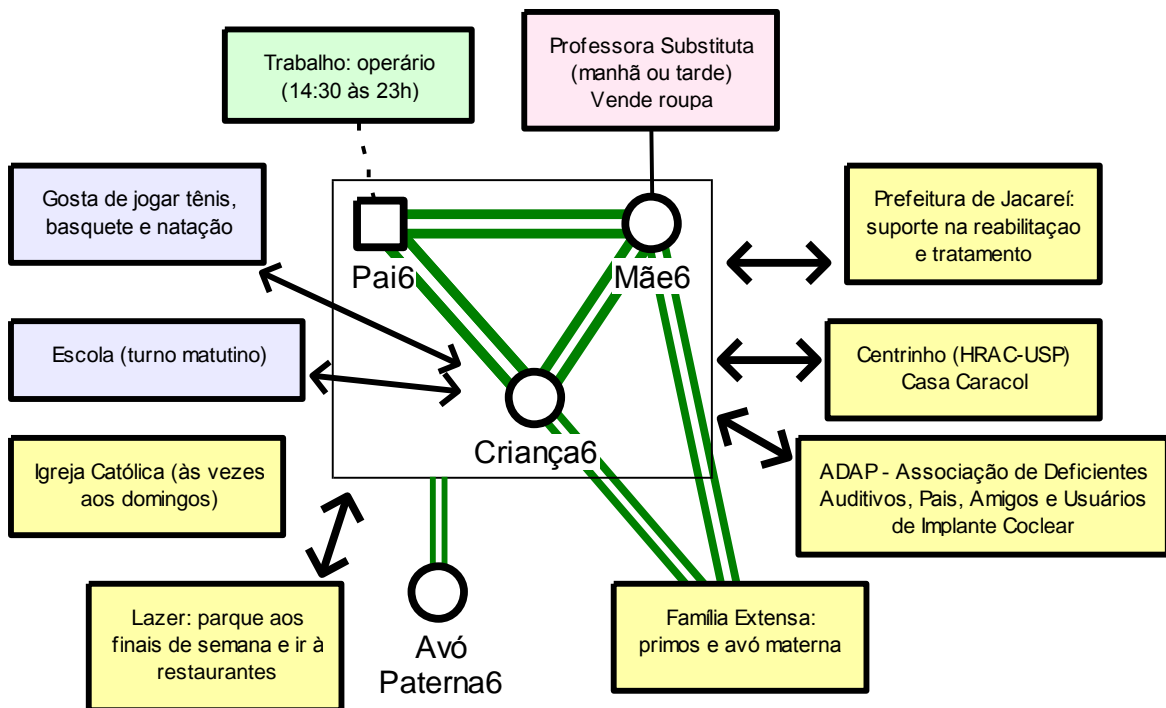 Trabalho: operário
(14:30 às 23h)
Professora Substituta
(manhã ou tarde)
Vende roupa
Gosta de jogar tênis,
basquete e natação
Prefeitura de Jacareí:
suporte na reabilitaçao
e tratamento
Pai6
Mãe6
Escola (turno matutino)
Centrinho (HRAC-USP)
Casa Caracol
Criança6
Igreja Católica (às vezes
aos domingos)
ADAP - Associação de Deficientes
Auditivos, Pais, Amigos e Usuários
de Implante Coclear
Lazer: parque aos
finais de semana e ir à
restaurantes
Avó
Paterna6
Família Extensa:
primos e avó materna